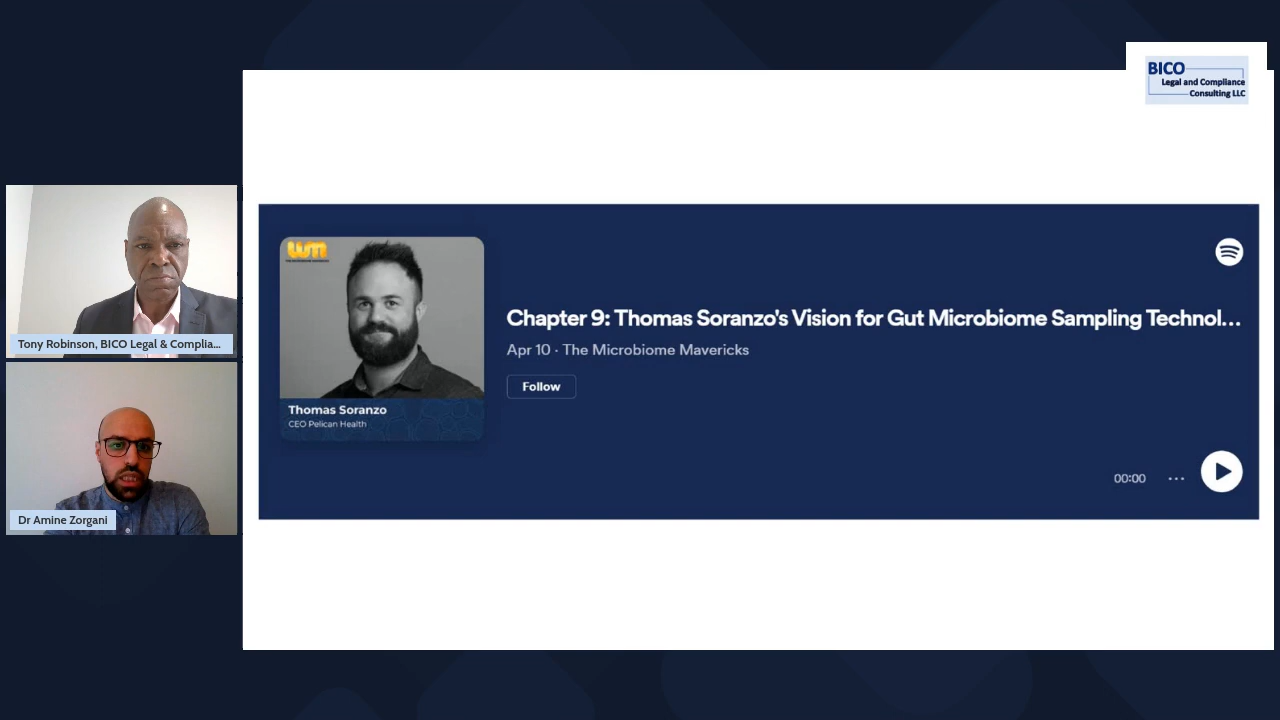 BICO
Legal and Compliance
Consulting LLC
Tony Robinson, BICO Legal & Complia...
Dr Amine Zorgani
Thomas Soranzo
CEO Pelican Health
Chapter 9: Thomas Soranzo's Vision for Gut Microbiome Sampling Technol...
Apr 10 · The Microbiome Mavericks
Follow
00:00